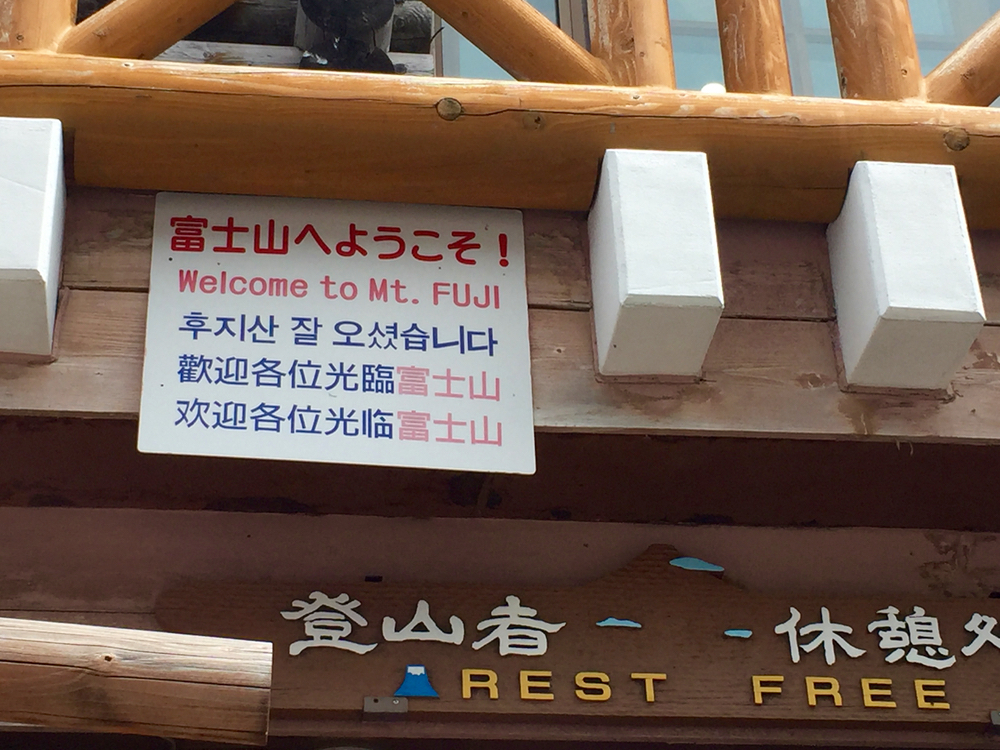 富士山へようこそ！
Welcome to Mt. FUJI
후지산 잘 오셨습니다
歡迎各位光臨富士山
欢迎各位光临富士山
登山者 休憩処
REST FREE